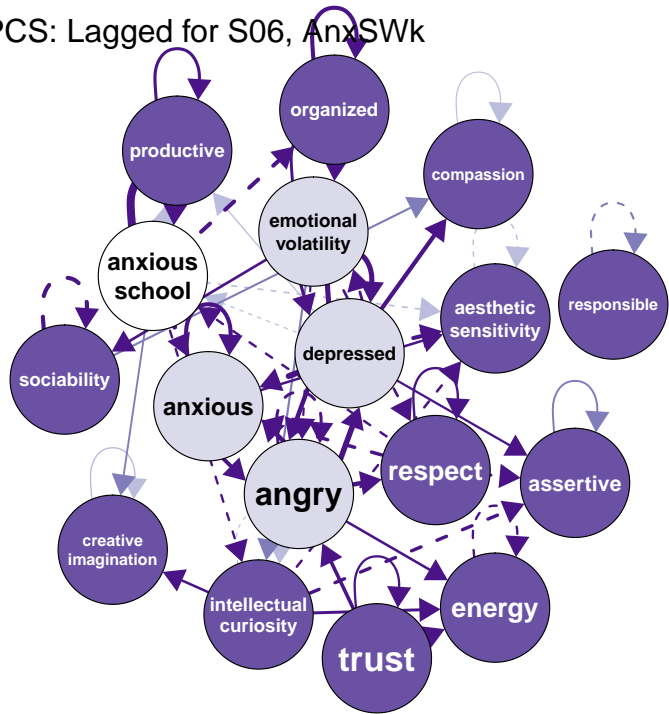 PCS: Lagged for S06, AnxSWk
organized
productive
compassion
emotional
volatility
anxious
school
aesthetic
sensitivity
responsible
depressed
sociability
anxious
respect
assertive
angry
creative
imagination
intellectual
curiosity
energy
trust